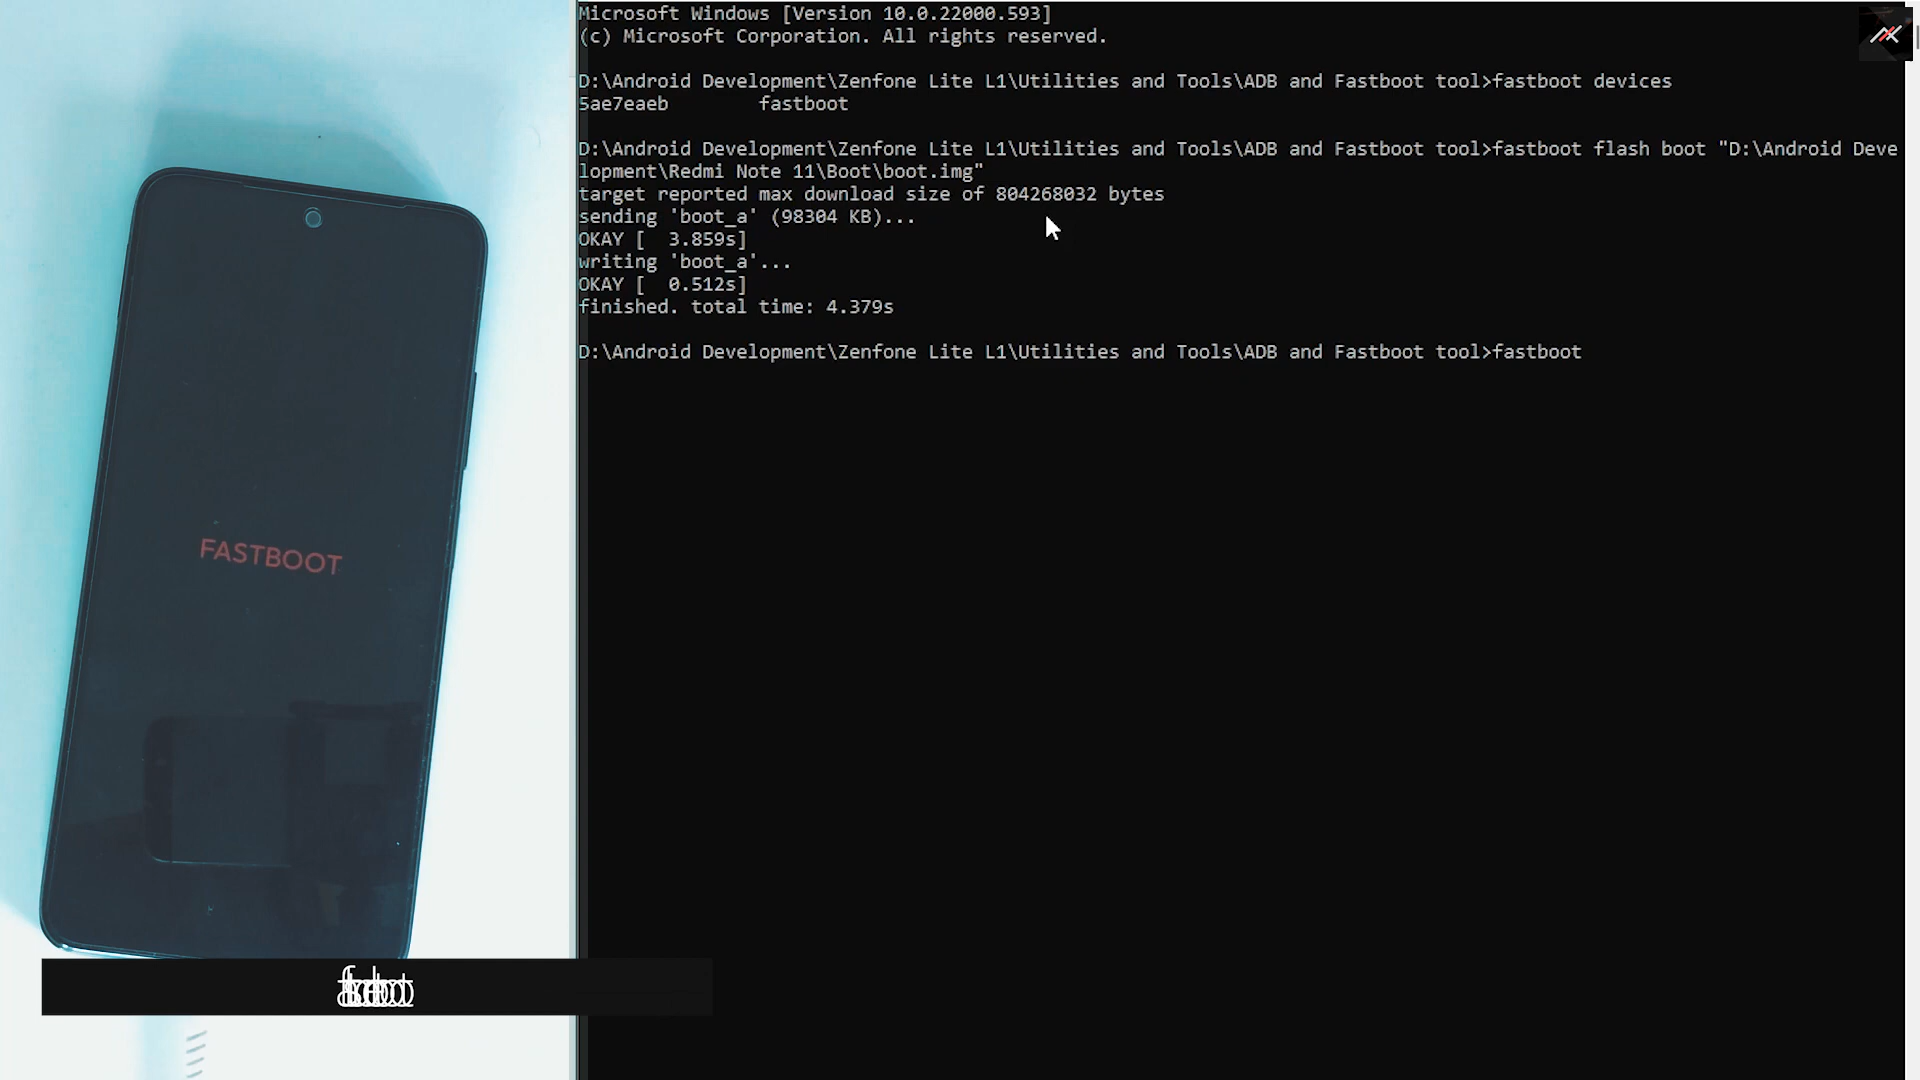 Microsoft Windows [Version 10.0.22000.593]
(c) Microsoft Corporation. All rights reserved.
D:\Android Development\Zenfone Lite L1\Utilities and Tools\ADB and Fastboot tool>fastboot devices
5ae7eaeb        fastboot
D:\Android Development\Zenfone Lite L1\Utilities and Tools\ADB and Fastboot tool>fastboot flash boot "D:\Android Deve
lopment\Redmi Note 11\Boot\boot.img"
target reported max download size of 804268032 bytes
sending 'boot_a' (98304 KB)...
OKAY [  3.859s]
writing 'boot_a'...
OKAY [  0.512s]
finished. total time: 4.379s
D:\Android Development\Zenfone Lite L1\Utilities and Tools\ADB and Fastboot tool>fastboot
FASTBOOT